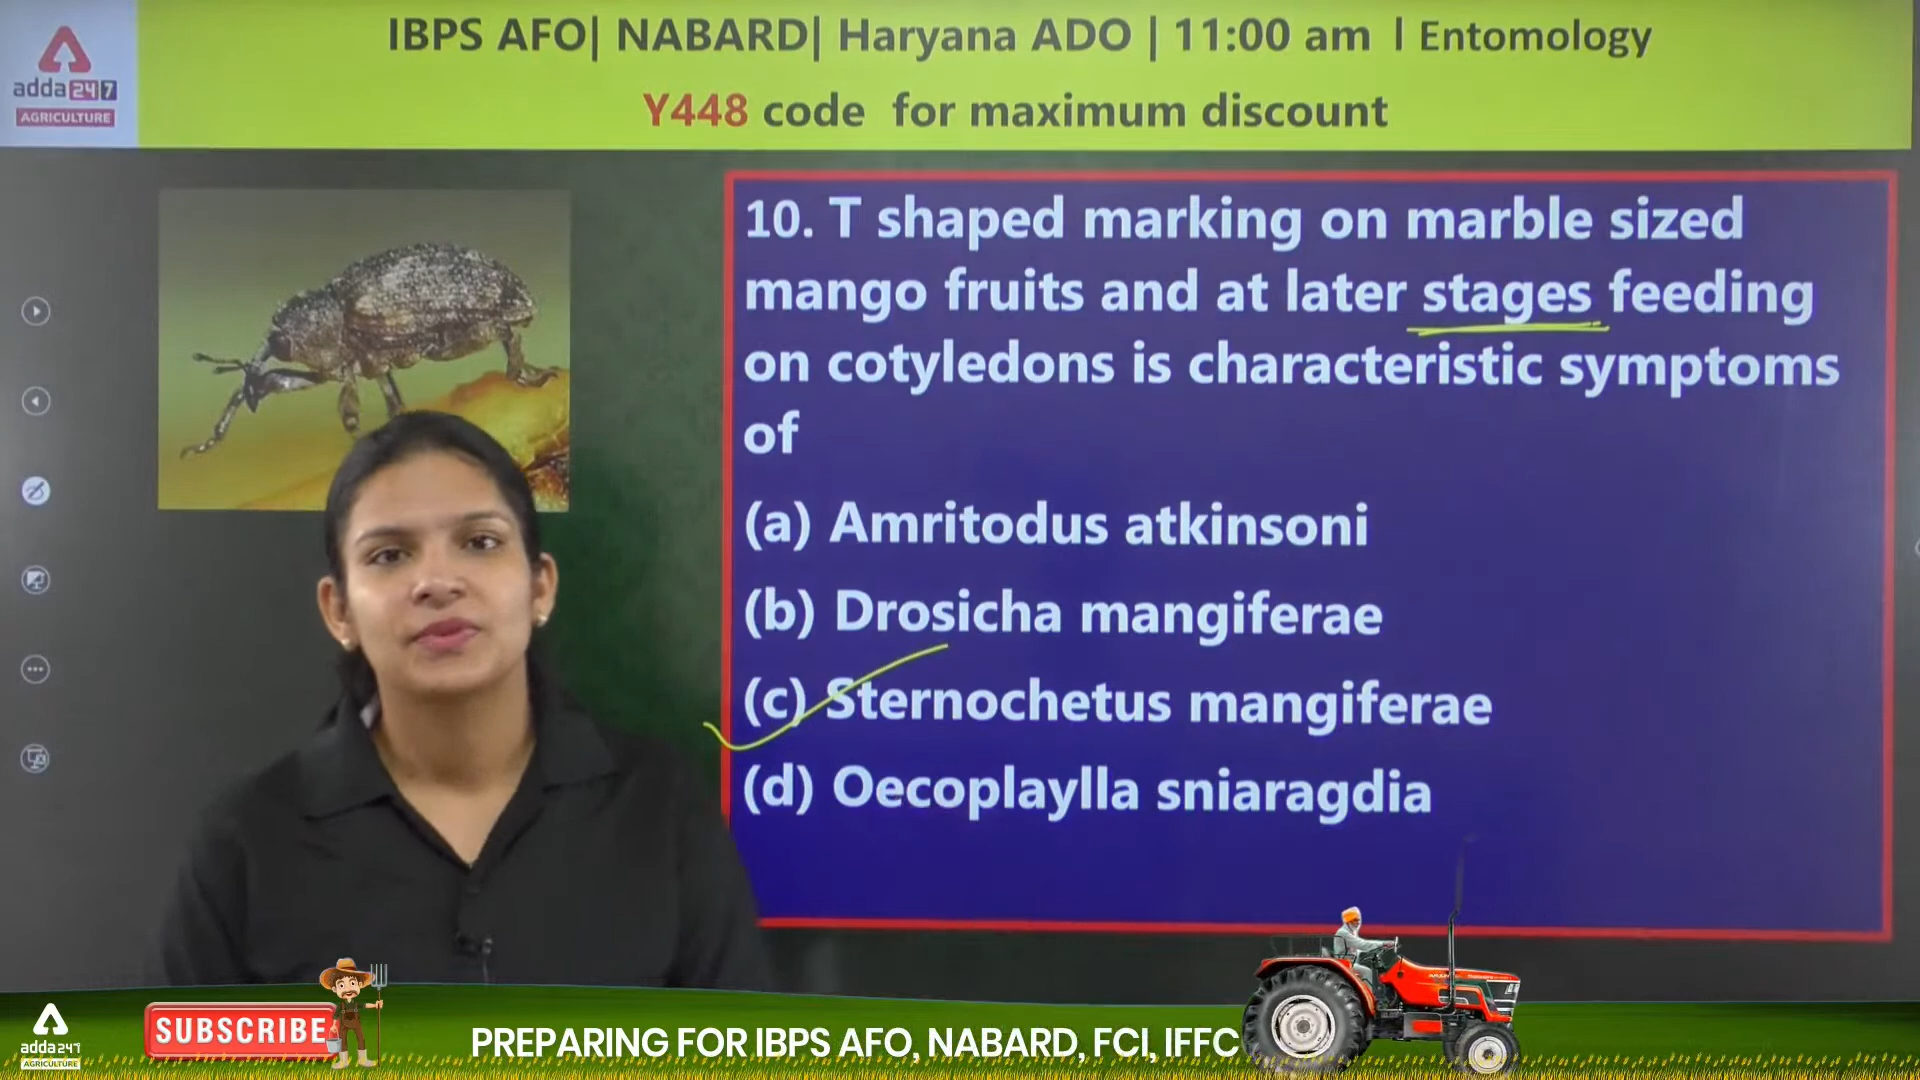 IBPS AFO| NABARD| Haryana ADO | 11:00 am l Entomology
Y448 code for maximum discount
adda 247
AGRICULTURE
10. T shaped marking on marble sized
mango fruits and at later stages feeding
on cotyledons is characteristic symptoms
of
(a) Amritodus atkinsoni
(b) Drosicha mangiferae
(c) Sternochetus mangiferae
(d) Oecoplaylla sniaragdia
adda 247
AGRICULTURE
SUBSCRIBE
PREPARING FOR IBPS AFO, NABARD, FCI, IFFC